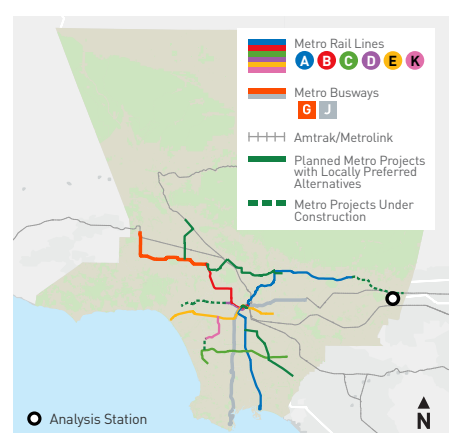 Metro Rail Lines
A B C D E K
Metro Busways
G J
Amtrak/Metrolink
Planned Metro Projects
with Locally Preferred
Alternatives
Metro Projects Under
Construction
Analysis Station
N